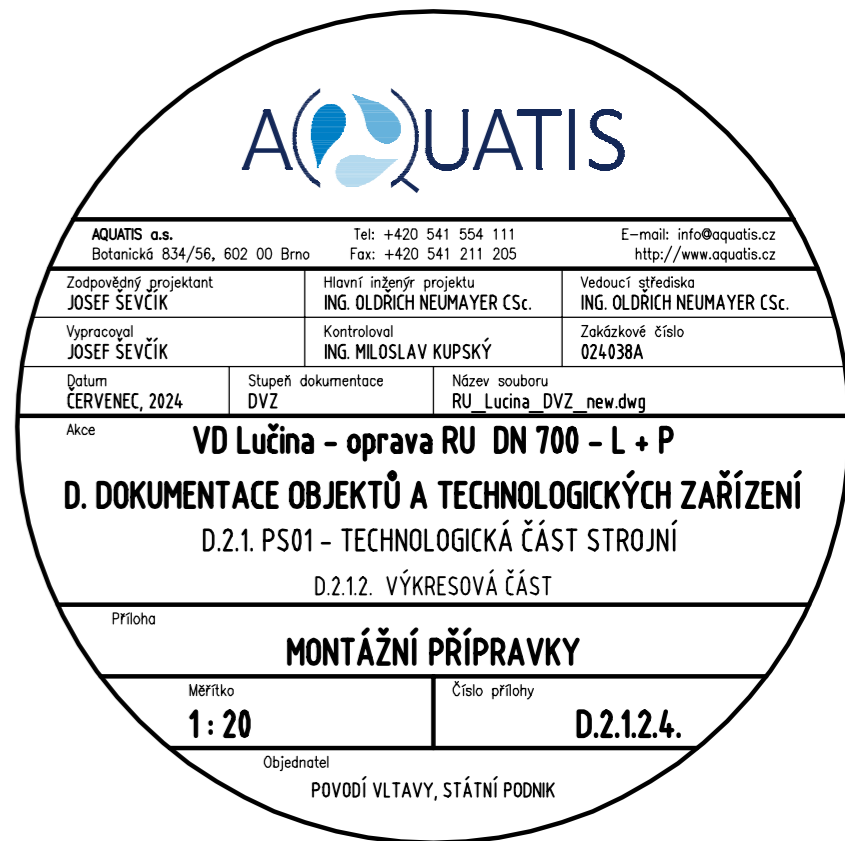 AQUATIS
AQUATIS a.s. Tel: +420 541 554 111 E-mail: info@aquatis.cz
Botanická 834/56, 602 00 Brno Fax: +420 541 211 205 http://www.aquatis.cz
Zodpovědný projektant Hlavní inženýr projektu Vedoucí střediska
JOSEF ŠEVČÍK ING. OLDŘICH NEUMAYER CSc. ING. OLDŘICH NEUMAYER CSc.
Vypracoval Kontroloval Zakázkové číslo
JOSEF ŠEVČÍK ING. MILOSLAV KUPSKÝ 024038A
Datum Stupeň dokumentace Název souboru
ČERVENEC, 2024 DVZ RU_Lucina_DVZ_new.dwg
Akce
VD Lučina - oprava RU DN 700 - L + P
D. DOKUMENTACE OBJEKTŮ A TECHNOLOGICKÝCH ZAŘÍZENÍ
D.2.1. PS01 - TECHNOLOGICKÁ ČÁST STROJNÍ
D.2.1.2. VÝKRESOVÁ ČÁST
Příloha
MONTÁŽNÍ PŘÍPRAVKY
Měřítko Číslo přílohy
1 : 20 D.2.1.2.4.
Objednatel
POVODÍ VLTAVY, STÁTNÍ PODNIK